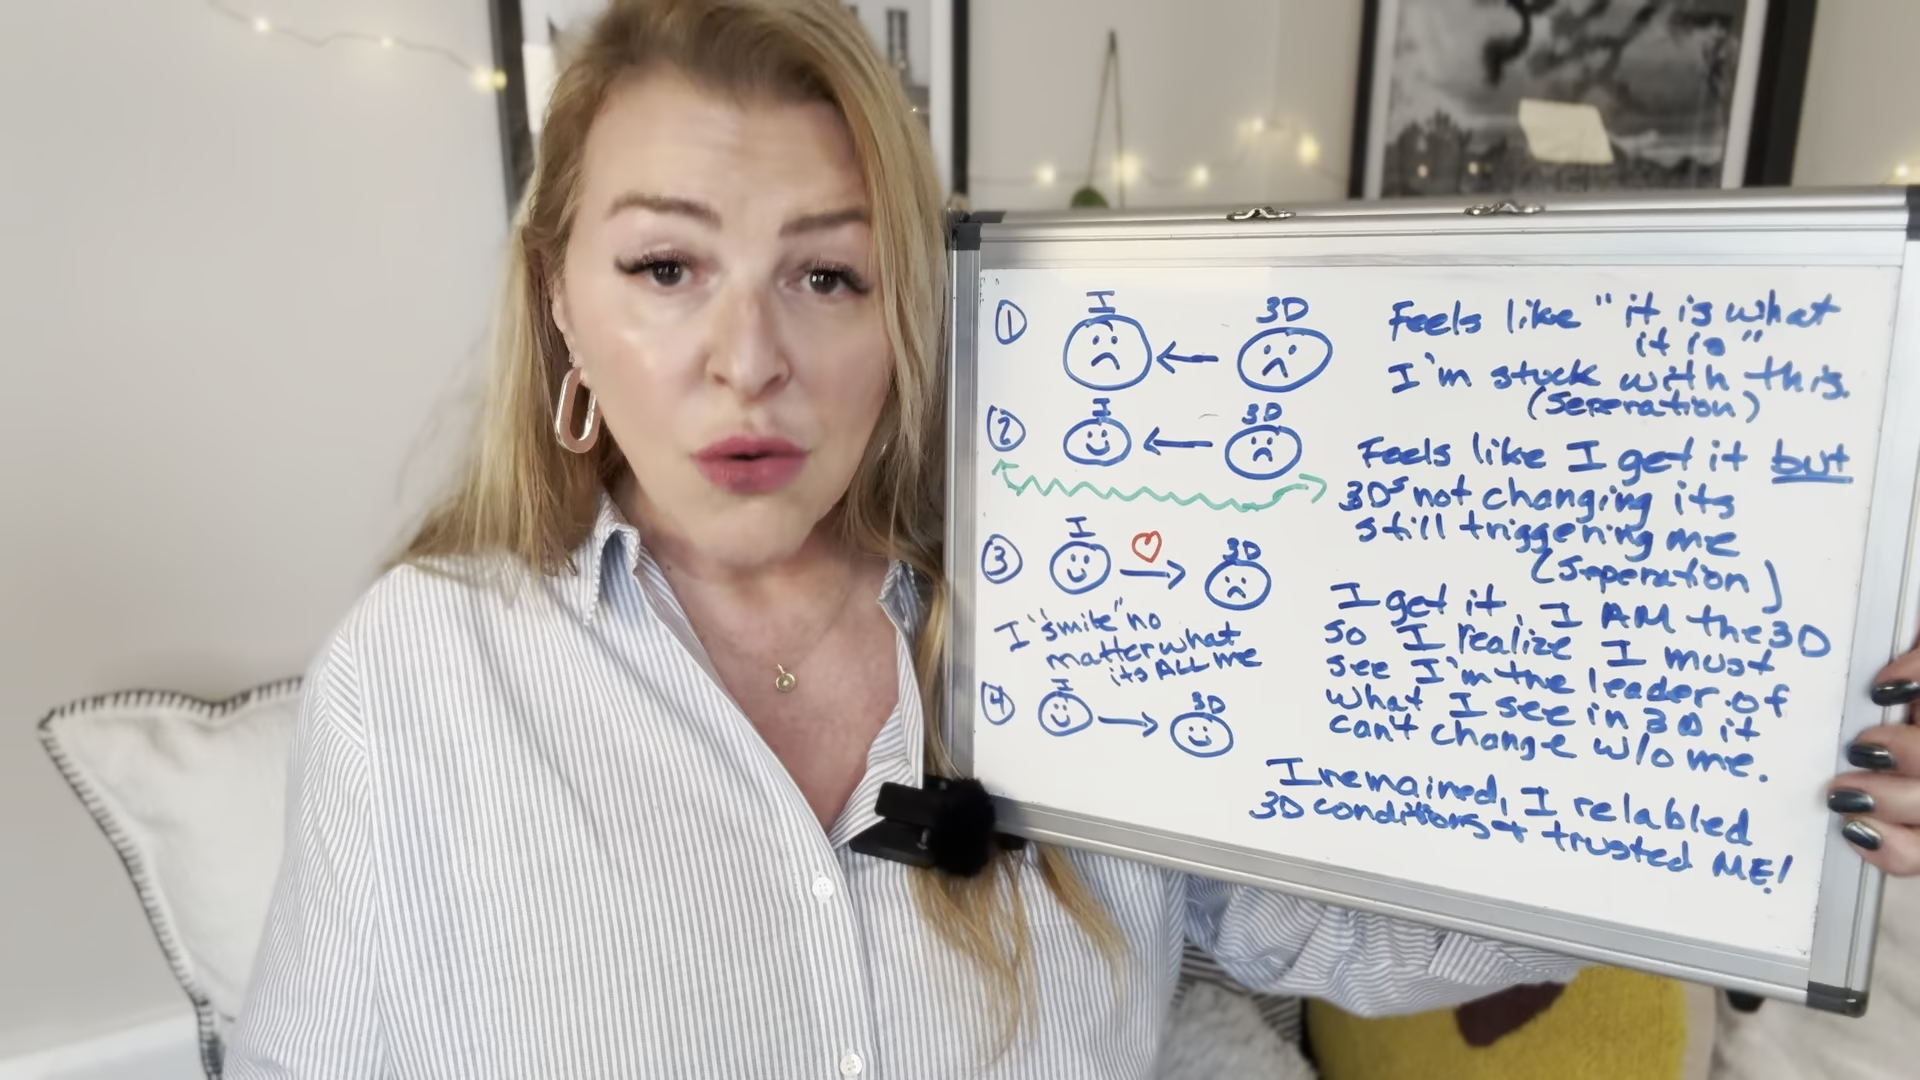 ① I 3D
Feels like "it is what
it is"
I'm stuck with this.
(Seperation)
② I 3D
Feels like I get it but
3D's not changing its
still triggering me
(Seperation)
③ I 3D
I "smile" no
matter what
its ALL me
I get it, I AM the 3D
so I realize I must
see I'm the leader of
what I see in 3D it
can't change w/o me.
④ I 3D
I remained, I relabled
3D conditions + trusted ME!